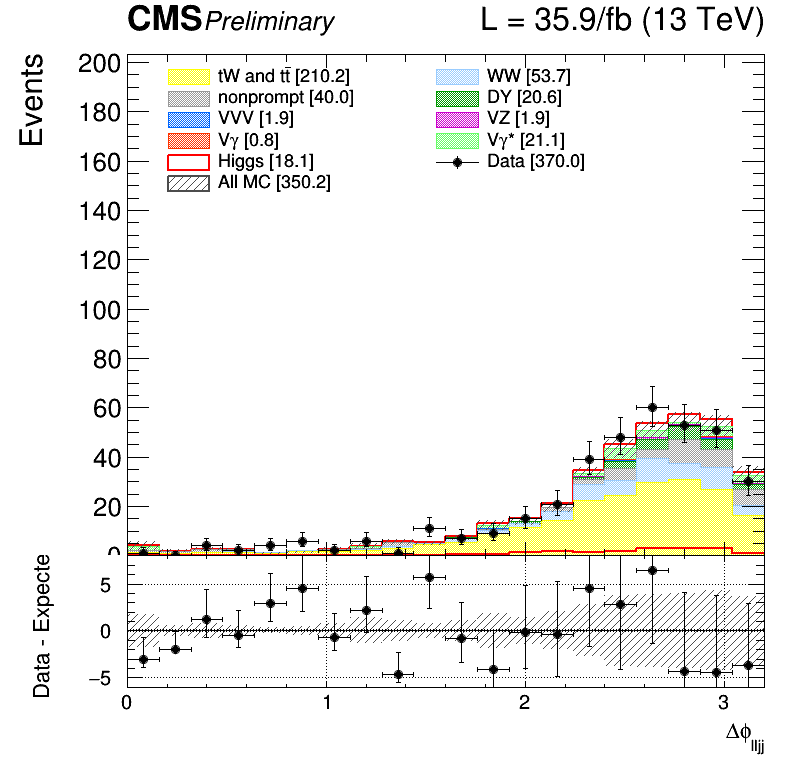 CMS Preliminary L = 35.9/fb (13 TeV)
Events
200
180
160
140
120
100
80
60
40
20
0
tW and tt̄ [210.2]
nonprompt [40.0]
VVV [1.9]
Vγ [0.8]
Higgs [18.1]
All MC [350.2]
WW [53.7]
DY [20.6]
VZ [1.9]
Vγ* [21.1]
Data [370.0]
Data - Expecte
5
0
−5
0 1 2 3
Δϕlljj